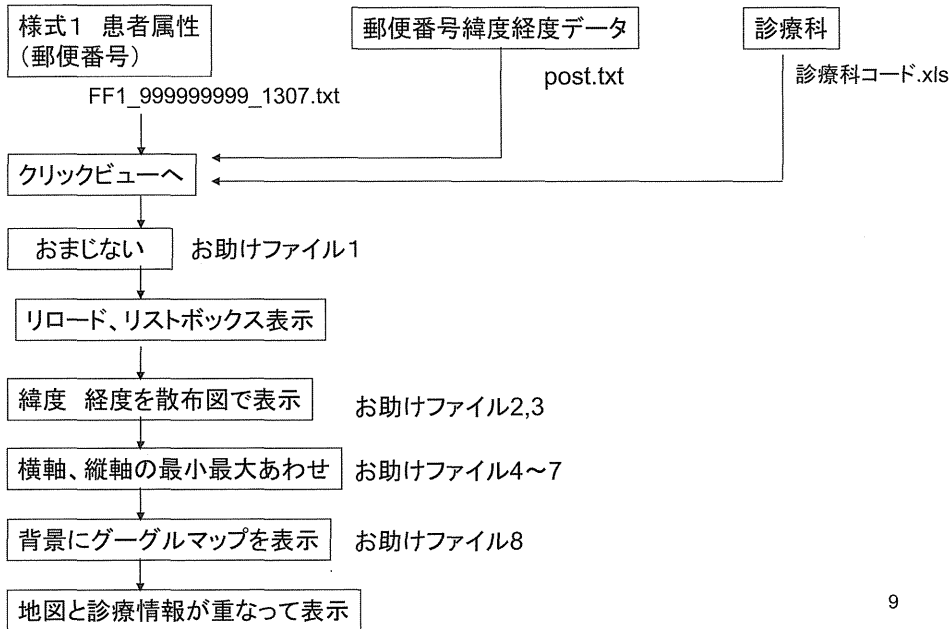 様式1 患者属性
(郵便番号)
郵便番号緯度経度データ
診療科
FF1_999999999_1307.txt
post.txt
診療科コード.xls
クリックビューへ
おまじない
お助けファイル1
リロード、リストボックス表示
緯度 経度を散布図で表示
お助けファイル2,3
横軸、縦軸の最小最大あわせ
お助けファイル4～7
背景にグーグルマップを表示
お助けファイル8
地図と診療情報が重なって表示
9